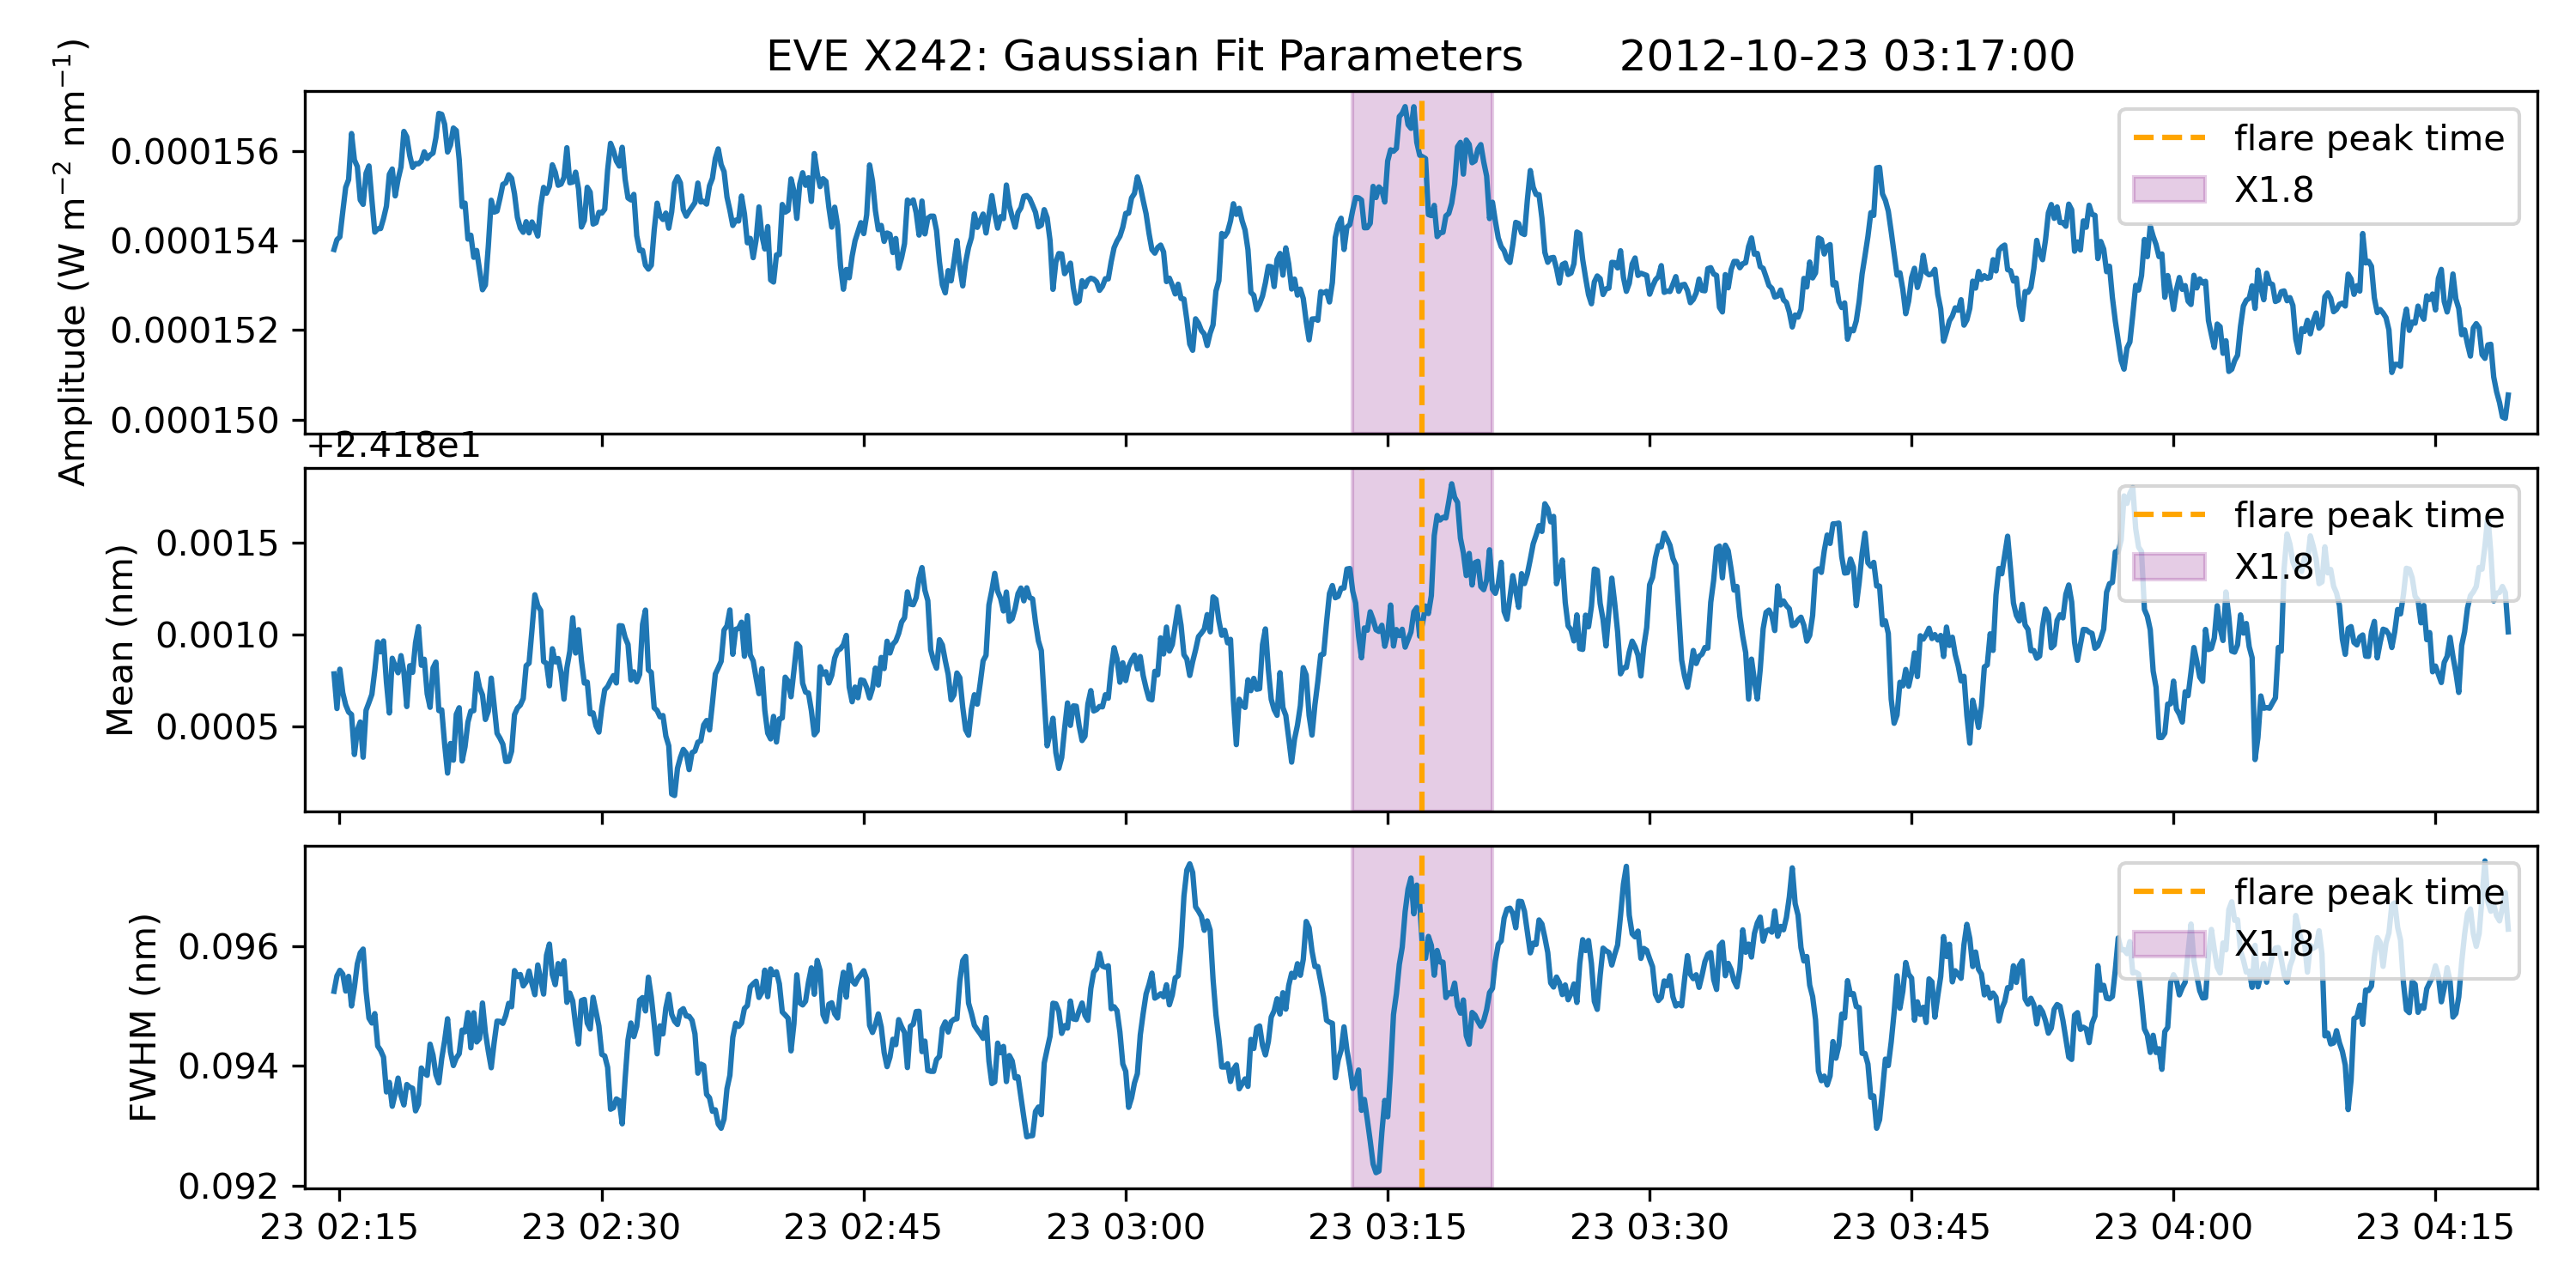 EVE X242: Gaussian Fit Parameters 2012-10-23 03:17:00
Amplitude (W m⁻² nm⁻¹)
0.000156
0.000154
0.000152
0.000150
flare peak time
X1.8
+2.418e1
Mean (nm)
0.0015
0.0010
0.0005
flare peak time
X1.8
FWHM (nm)
0.096
0.094
0.092
flare peak time
X1.8
23 02:15 23 02:30 23 02:45 23 03:00 23 03:15 23 03:30 23 03:45 23 04:00 23 04:15